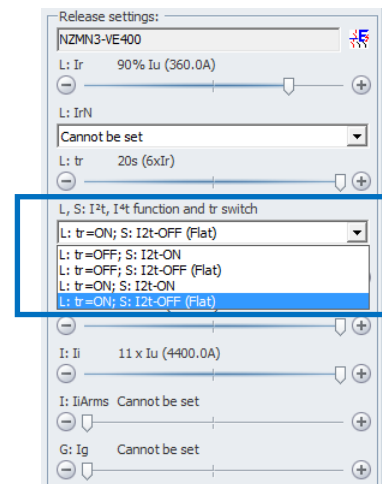 Release settings:
NZMN3-VE400
L: Ir 90% Iu (360.0A)
L: IrN
Cannot be set
L: tr 20s (6xIr)
L, S: I²t, I⁴t function and tr switch
L: tr=ON; S: I2t-OFF (Flat)
L: tr=OFF; S: I2t-ON
L: tr=OFF; S: I2t-OFF (Flat)
L: tr=ON; S: I2t-ON
L: tr=ON; S: I2t-OFF (Flat)
I: Ii 11 x Iu (4400.0A)
I: IiArms Cannot be set
G: Ig Cannot be set